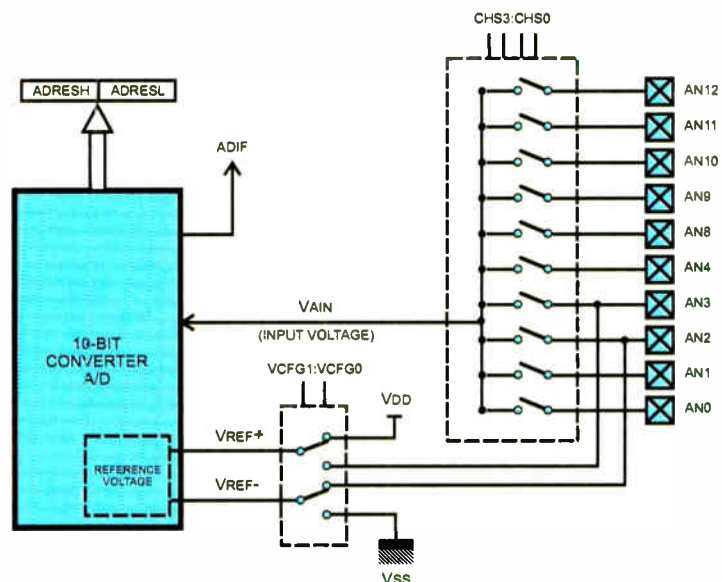 CHS3:CHS0
ADRESH ADRESL
ADIF
AN12
AN11
AN10
AN9
AN8
AN4
AN3
AN2
AN1
AN0
VAIN
(INPUT VOLTAGE)
10-BIT
CONVERTER
A/D
VCFG1:VCFG0
VDD
VREF+
REFERENCE
VOLTAGE
VREF-
VSS